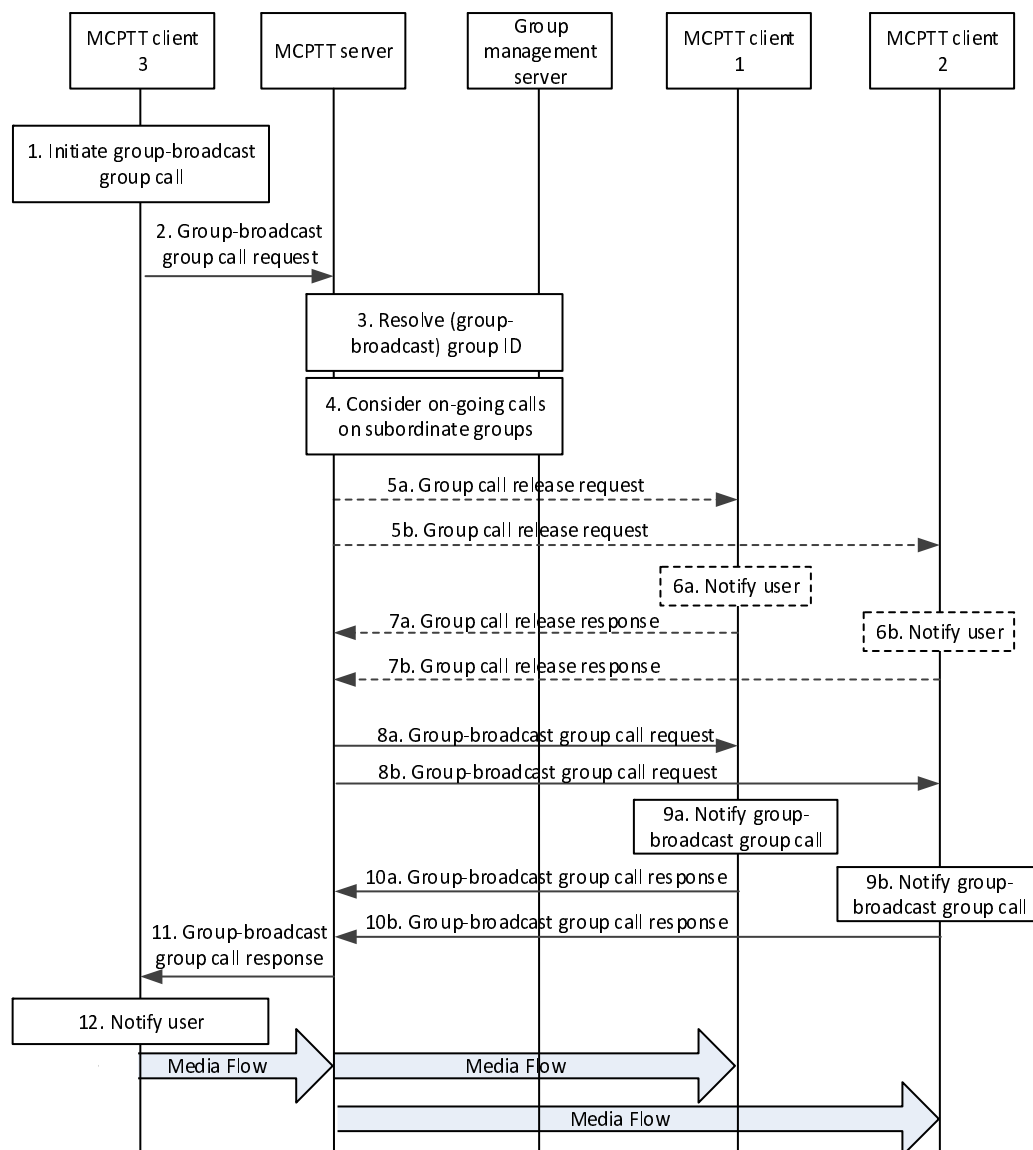 MCPTT client
3
MCPTT server
Group
management
server
MCPTT client
1
MCPTT client
2
1. Initiate group-broadcast
group call
2. Group-broadcast
group call request
3. Resolve (group-
broadcast) group ID
4. Consider on-going calls
on subordinate groups
5a. Group call release request
5b. Group call release request
6a. Notify user
7a. Group call release response
6b. Notify user
7b. Group call release response
8a. Group-broadcast group call request
8b. Group-broadcast group call request
9a. Notify group-
broadcast group call
10a. Group-broadcast group call response
9b. Notify group-
broadcast group call
10b. Group-broadcast group call response
11. Group-broadcast
group call response
12. Notify user
Media Flow
Media Flow
Media Flow